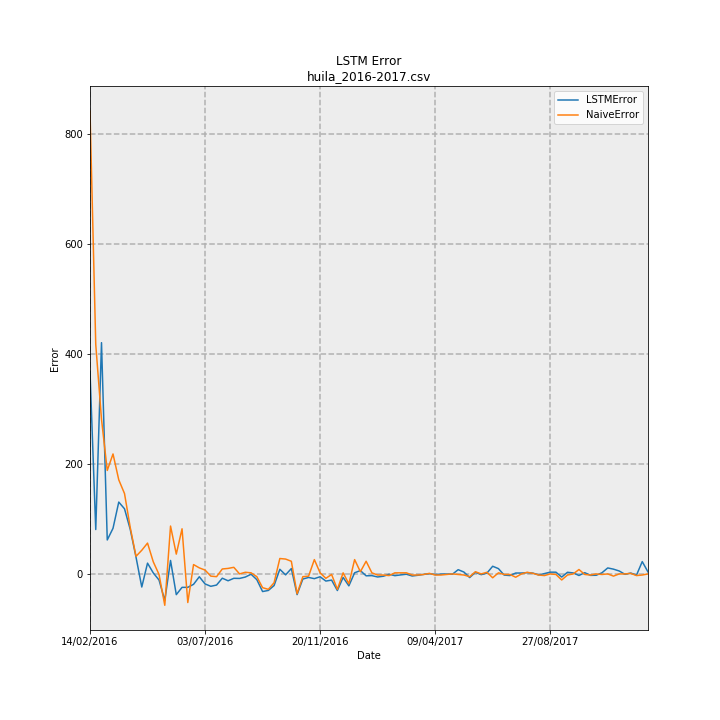 LSTM Error
huila_2016-2017.csv
LSTMError
NaiveError
800
600
400
200
0
Error
14/02/2016
03/07/2016
20/11/2016
09/04/2017
27/08/2017
Date